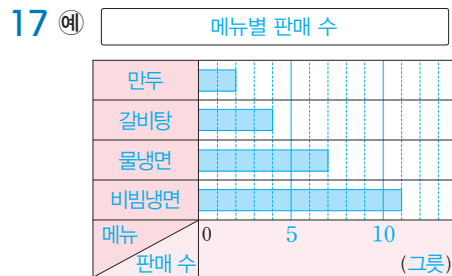 17 예 메뉴별 판매 수
만두
갈비탕
물냉면
비빔냉면
메뉴 0 5 10
판매 수 (그릇)